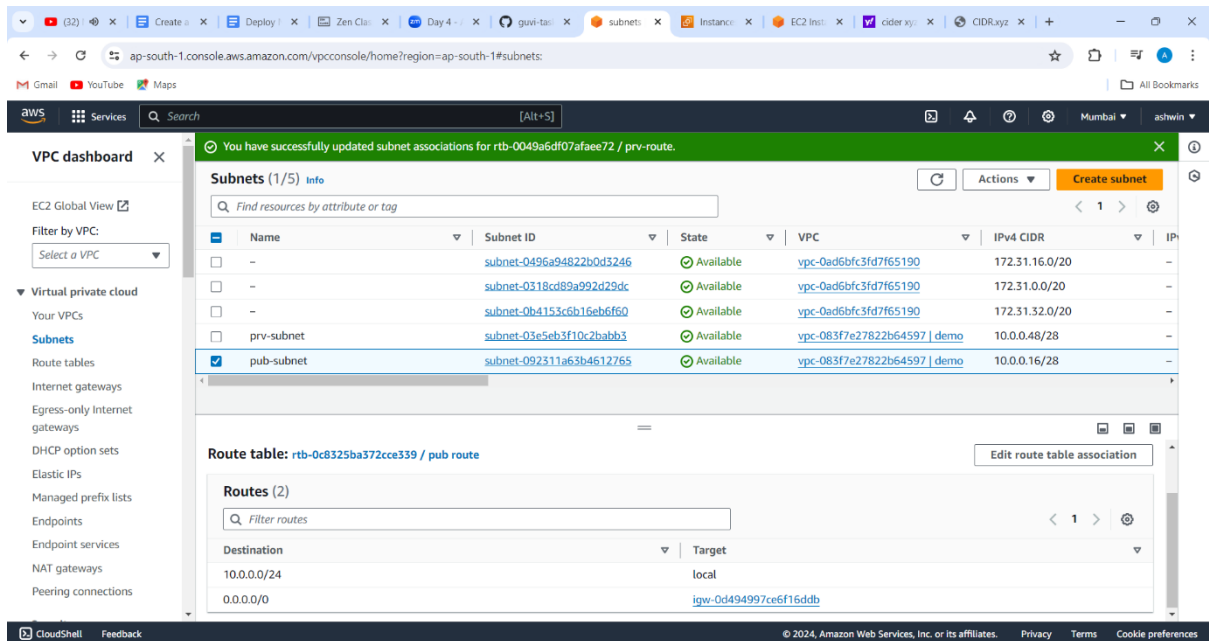 (32)
Create a
Deploy
Zen Clas
Day 4 - 
guvi-tas
subnets
Instance
EC2 Inst
cider xy
CIDR.xyz
ap-south-1.console.aws.amazon.com/vpcconsole/home?region=ap-south-1#subnets:
A
Gmail YouTube Maps
All Bookmarks
aws Services Search [Alt+S] Mumbai ashwin
VPC dashboard
EC2 Global View
Filter by VPC:
Select a VPC
Virtual private cloud
Your VPCs
Subnets
Route tables
Internet gateways
Egress-only Internet
gateways
DHCP option sets
Elastic IPs
Managed prefix lists
Endpoints
Endpoint services
NAT gateways
Peering connections
You have successfully updated subnet associations for rtb-0049a6df07afaee72 / prv-route.
Subnets (1/5) Info Actions Create subnet
Find resources by attribute or tag 1
Name Subnet ID State VPC IPv4 CIDR
– subnet-0496a94822b0d3246 Available vpc-0ad6bfc3fd7f65190 172.31.16.0/20 –
– subnet-0318cd89a992d29dc Available vpc-0ad6bfc3fd7f65190 172.31.0.0/20 –
– subnet-0b4153c6b16eb6f60 Available vpc-0ad6bfc3fd7f65190 172.31.32.0/20 –
prv-subnet subnet-03e5eb3f10c2babb3 Available vpc-083f7e27822b64597 | demo 10.0.0.48/28 –
pub-subnet subnet-092311a63b4612765 Available vpc-083f7e27822b64597 | demo 10.0.0.16/28 –
Route table: rtb-0c8325ba372cce339 / pub route Edit route table association
Routes (2)
Filter routes 1
Destination Target
10.0.0.0/24 local
0.0.0.0/0 igw-0d494997ce6f16ddb
CloudShell Feedback © 2024, Amazon Web Services, Inc. or its affiliates. Privacy Terms Cookie preferences